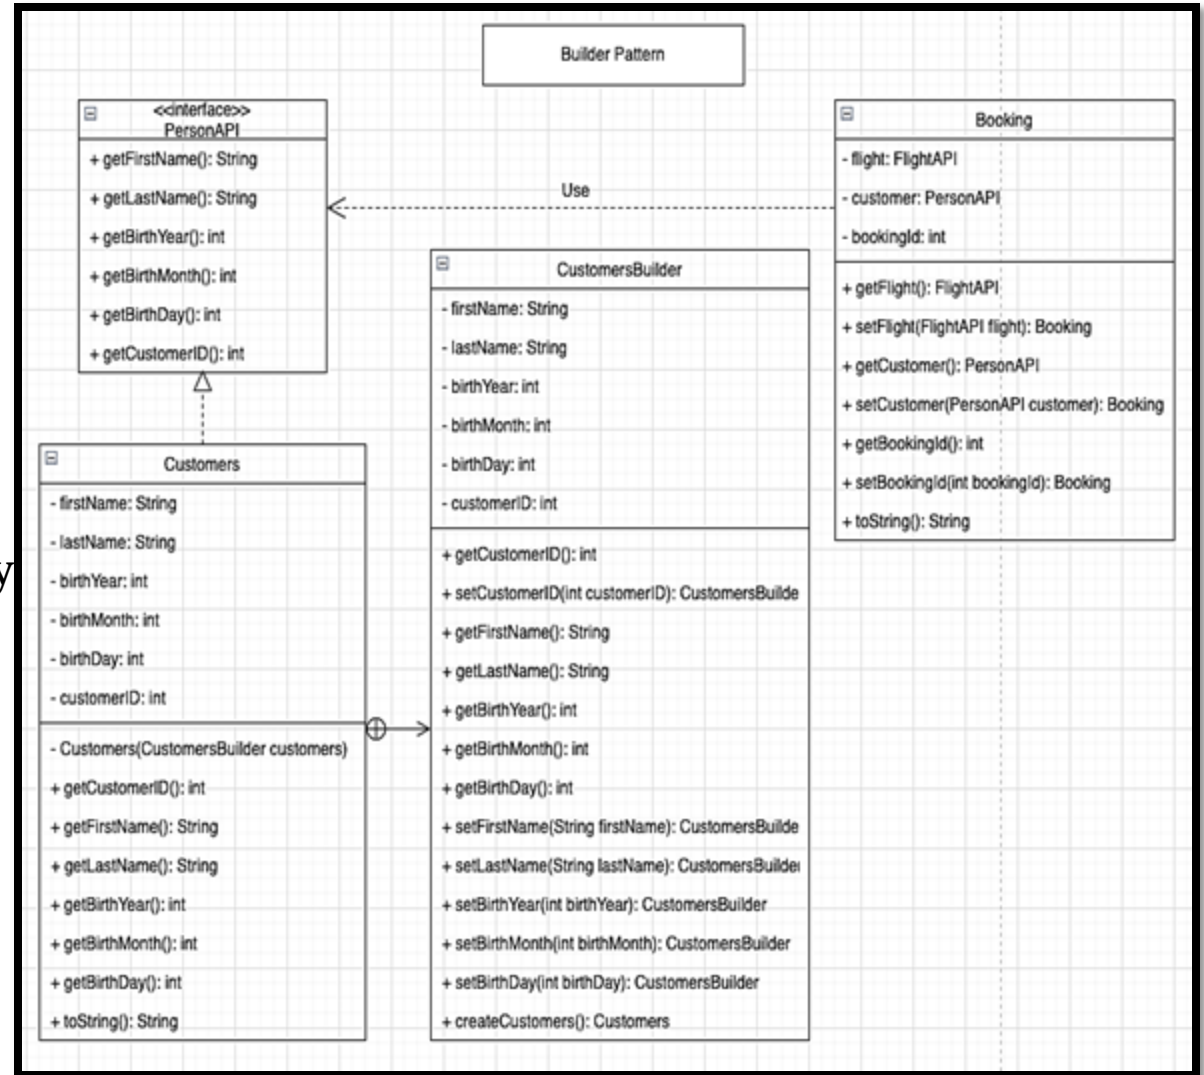 Builder Pattern
<<interface>>
PersonAPI
+ getFirstName(): String
+ getLastName(): String
+ getBirthYear(): int
+ getBirthMonth(): int
+ getBirthDay(): int
+ getCustomerID(): int
Use
Booking
- flight: FlightAPI
- customer: PersonAPI
- bookingId: int
+ getFlight(): FlightAPI
+ setFlight(FlightAPI flight): Booking
+ getCustomer(): PersonAPI
+ setCustomer(PersonAPI customer): Booking
+ getBookingId(): int
+ setBookingId(int bookingId): Booking
+ toString(): String
Customers
- firstName: String
- lastName: String
- birthYear: int
- birthMonth: int
- birthDay: int
- customerID: int
- Customers(CustomersBuilder customers)
+ getCustomerID(): int
+ getFirstName(): String
+ getLastName(): String
+ getBirthYear(): int
+ getBirthMonth(): int
+ getBirthDay(): int
+ toString(): String
CustomersBuilder
- firstName: String
- lastName: String
- birthYear: int
- birthMonth: int
- birthDay: int
- customerID: int
+ getCustomerID(): int
+ setCustomerID(int customerID): CustomersBuilde
+ getFirstName(): String
+ getLastName(): String
+ getBirthYear(): int
+ getBirthMonth(): int
+ getBirthDay(): int
+ setFirstName(String firstName): CustomersBuilde
+ setLastName(String lastName): CustomersBuilder
+ setBirthYear(int birthYear): CustomersBuilder
+ setBirthMonth(int birthMonth): CustomersBuilder
+ setBirthDay(int birthDay): CustomersBuilder
+ createCustomers(): Customers
y